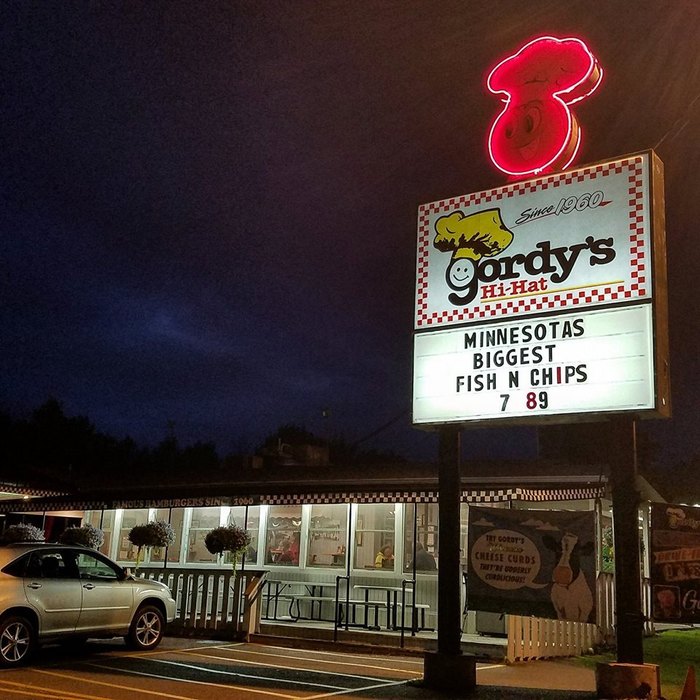 Since 1960
gordy's
Hi-Hat
MINNESOTAS
BIGGEST
FISH N CHIPS
7 89
FAMOUS HAMBURGERS SINCE 1960
TRY GORDY'S
CHEESE CURDS
THEY'RE UDDERLY
CURDLICIOUS!